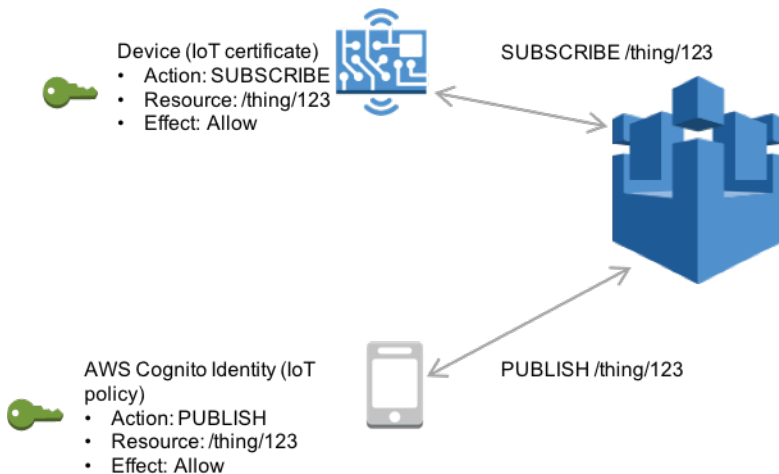 Device (IoT certificate)
• Action: SUBSCRIBE
• Resource: /thing/123
• Effect: Allow
SUBSCRIBE /thing/123
AWS Cognito Identity (IoT
policy)
• Action: PUBLISH
• Resource: /thing/123
• Effect: Allow
PUBLISH /thing/123